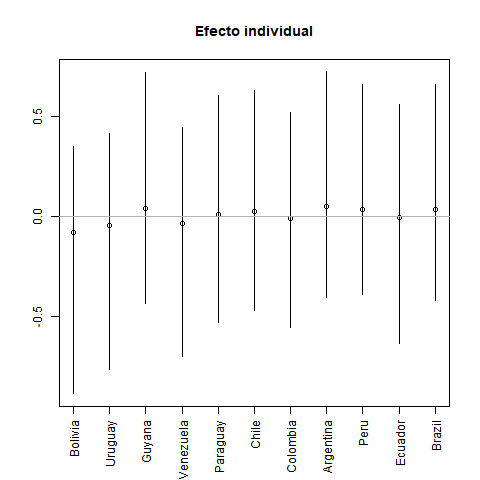 Efecto individual
0.5
0.0
-0.5
Bolivia
Uruguay
Guyana
Venezuela
Paraguay
Chile
Colombia
Argentina
Peru
Ecuador
Brazil